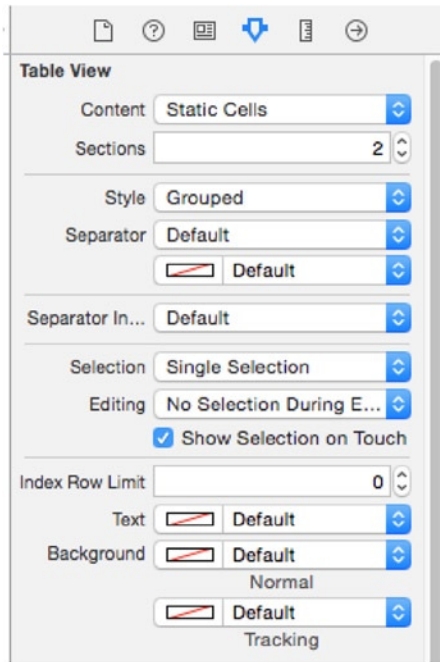 Table View
Content Static Cells
Sections 2
Style Grouped
Separator Default
Default
Separator In... Default
Selection Single Selection
Editing No Selection During E...
Show Selection on Touch
Index Row Limit 0
Text Default
Background Default
Normal
Default
Tracking